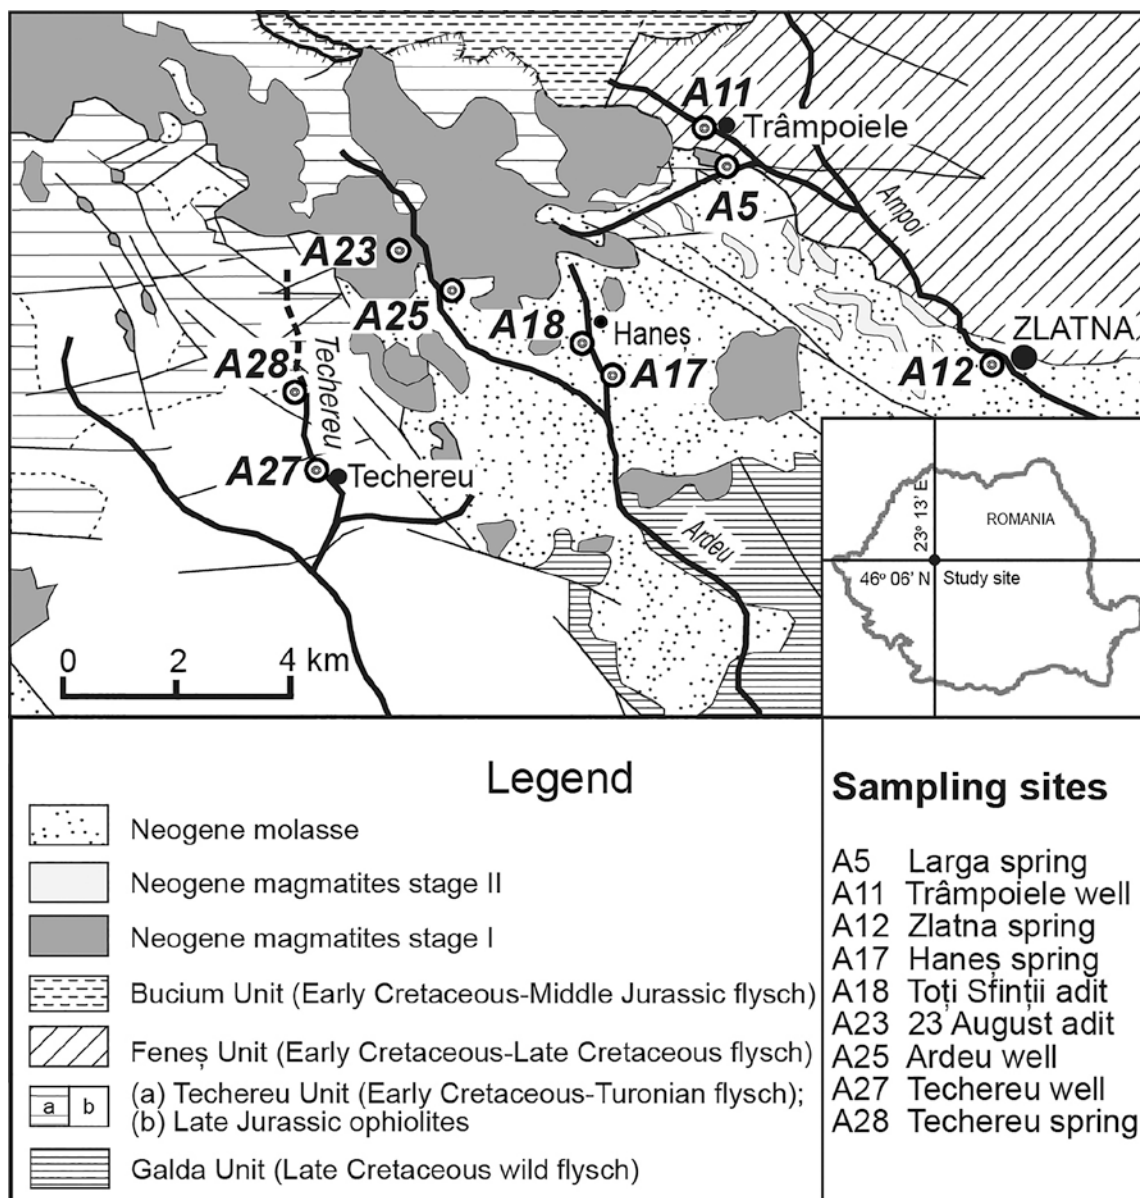 A11
Trâmpoiele
A5
Ampoi
A23
A25
A18
Haneș
A17
ZLATNA
A12
A28
Techereu
A27
Techereu
Ardeu
0 2 4 km
23º 13' E
ROMANIA
46º 06' N Study site
Legend
Neogene molasse
Neogene magmatites stage II
Neogene magmatites stage I
Bucium Unit (Early Cretaceous-Middle Jurassic flysch)
Feneș Unit (Early Cretaceous-Late Cretaceous flysch)
a b
(a) Techereu Unit (Early Cretaceous-Turonian flysch);
(b) Late Jurassic ophiolites
Galda Unit (Late Cretaceous wild flysch)
Sampling sites
A5 Larga spring
A11 Trâmpoiele well
A12 Zlatna spring
A17 Haneș spring
A18 Toți Sfinții adit
A23 23 August adit
A25 Ardeu well
A27 Techereu well
A28 Techereu spring